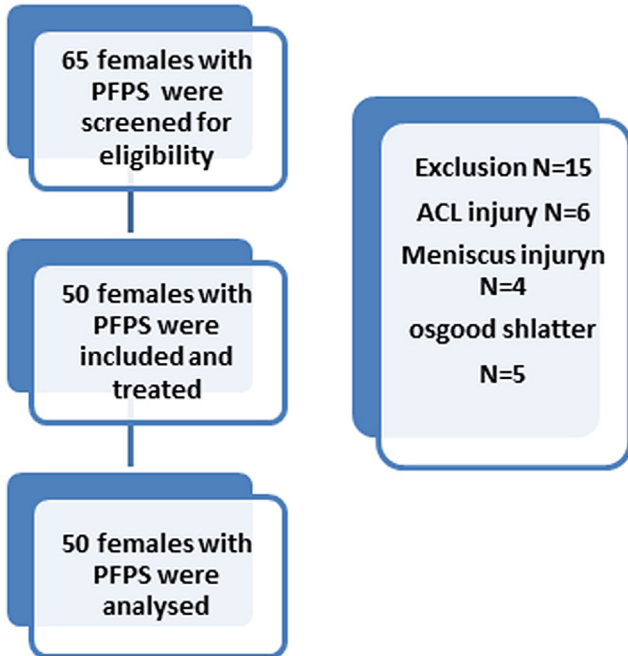 65 females with
PFPS were
screened for
eligibility
50 females with
PFPS were
included and
treated
50 females with
PFPS were
analysed
Exclusion N=15
ACL injury N=6
Meniscus injuryn
N=4
osgood shlatter
N=5